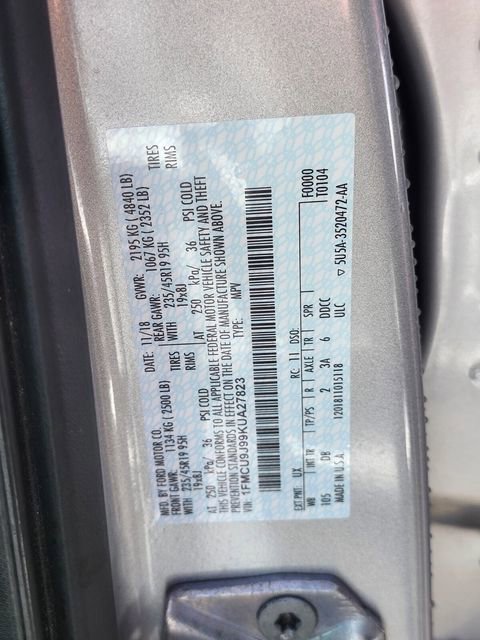 MFD. BY FORD MOTOR CO.
DATE: 11/18 GVWR: 2195 KG ( 4840 LB)
FRONT GAWR: 1134 KG ( 2500 LB) REAR GAWR: 1067 KG ( 2352 LB)
WITH 235/45R19 95H TIRES WITH 235/45R19 95H TIRES
19x8J RIMS 19x8J RIMS
AT 250 kPa/ 36 PSI COLD AT 250 kPa/ 36 PSI COLD
THIS VEHICLE CONFORMS TO ALL APPLICABLE FEDERAL MOTOR VEHICLE SAFETY AND THEFT
PREVENTION STANDARDS IN EFFECT ON THE DATE OF MANUFACTURE SHOWN ABOVE.
VIN: 1FMCU9J99KUA27823 TYPE: MPV
F0080
T0104
EXT PNT: UX RC: 11 DSO:
WB INT TR TP/PS R AXLE TR SPR
105 DB 2 3A 6 DDCC
MADE IN U.S.A. 1201811015118 ULC
5U5A-3520472-AA